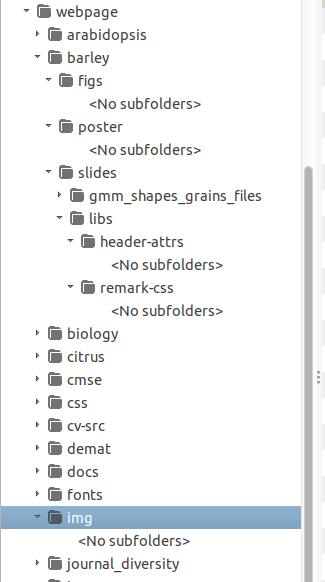 webpage
arabidopsis
barley
figs
<No subfolders>
poster
<No subfolders>
slides
gmm_shapes_grains_files
libs
header-attrs
<No subfolders>
remark-css
<No subfolders>
biology
citrus
cmse
css
cv-src
demat
docs
fonts
img
<No subfolders>
journal_diversity